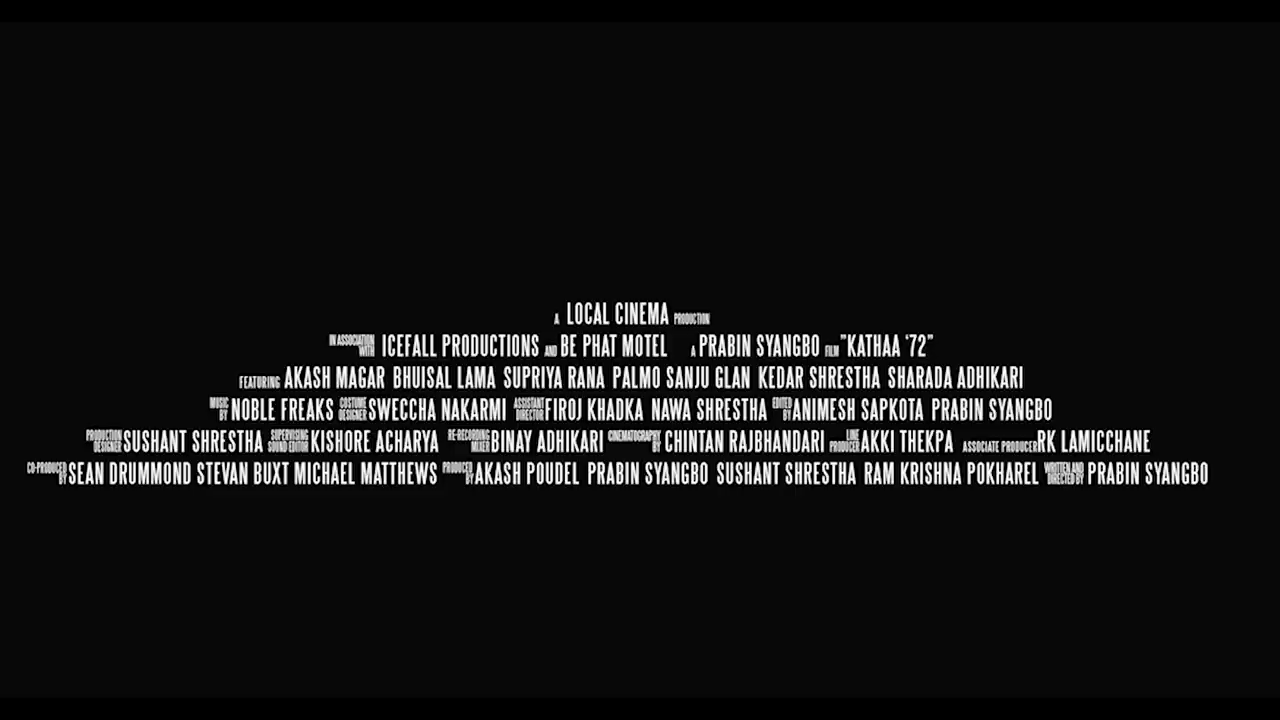 A LOCAL CINEMA PRODUCTION
IN ASSOCIATION WITH ICEFALL PRODUCTIONS AND BE PHAT MOTEL A PRABIN SYANGBO FILM "KATHAA '72"
FEATURING AKASH MAGAR BHUISAL LAMA SUPRIYA RANA PALMO SANJU GLAN KEDAR SHRESTHA SHARADA ADHIKARI
MUSIC BY NOBLE FREAKS COSTUME DESIGNER SWECCHA NAKARMI ASSISTANT DIRECTOR FIROJ KHADKA NAWA SHRESTHA EDITED BY ANIMESH SAPKOTA PRABIN SYANGBO
PRODUCTION DESIGNER SUSHANT SHRESTHA SUPERVISING SOUND EDITOR KISHORE ACHARYA RE-RECORDING MIXER BINAY ADHIKARI CINEMATOGRAPHY BY CHINTAN RAJBHANDARI LINE PRODUCER AKKI THEKPA ASSOCIATE PRODUCER RK LAMICCHANE
CO-PRODUCED BY SEAN DRUMMOND STEVAN BUXT MICHAEL MATTHEWS PRODUCED BY AKASH POUDEL PRABIN SYANGBO SUSHANT SHRESTHA RAM KRISHNA POKHAREL WRITTEN AND DIRECTED BY PRABIN SYANGBO